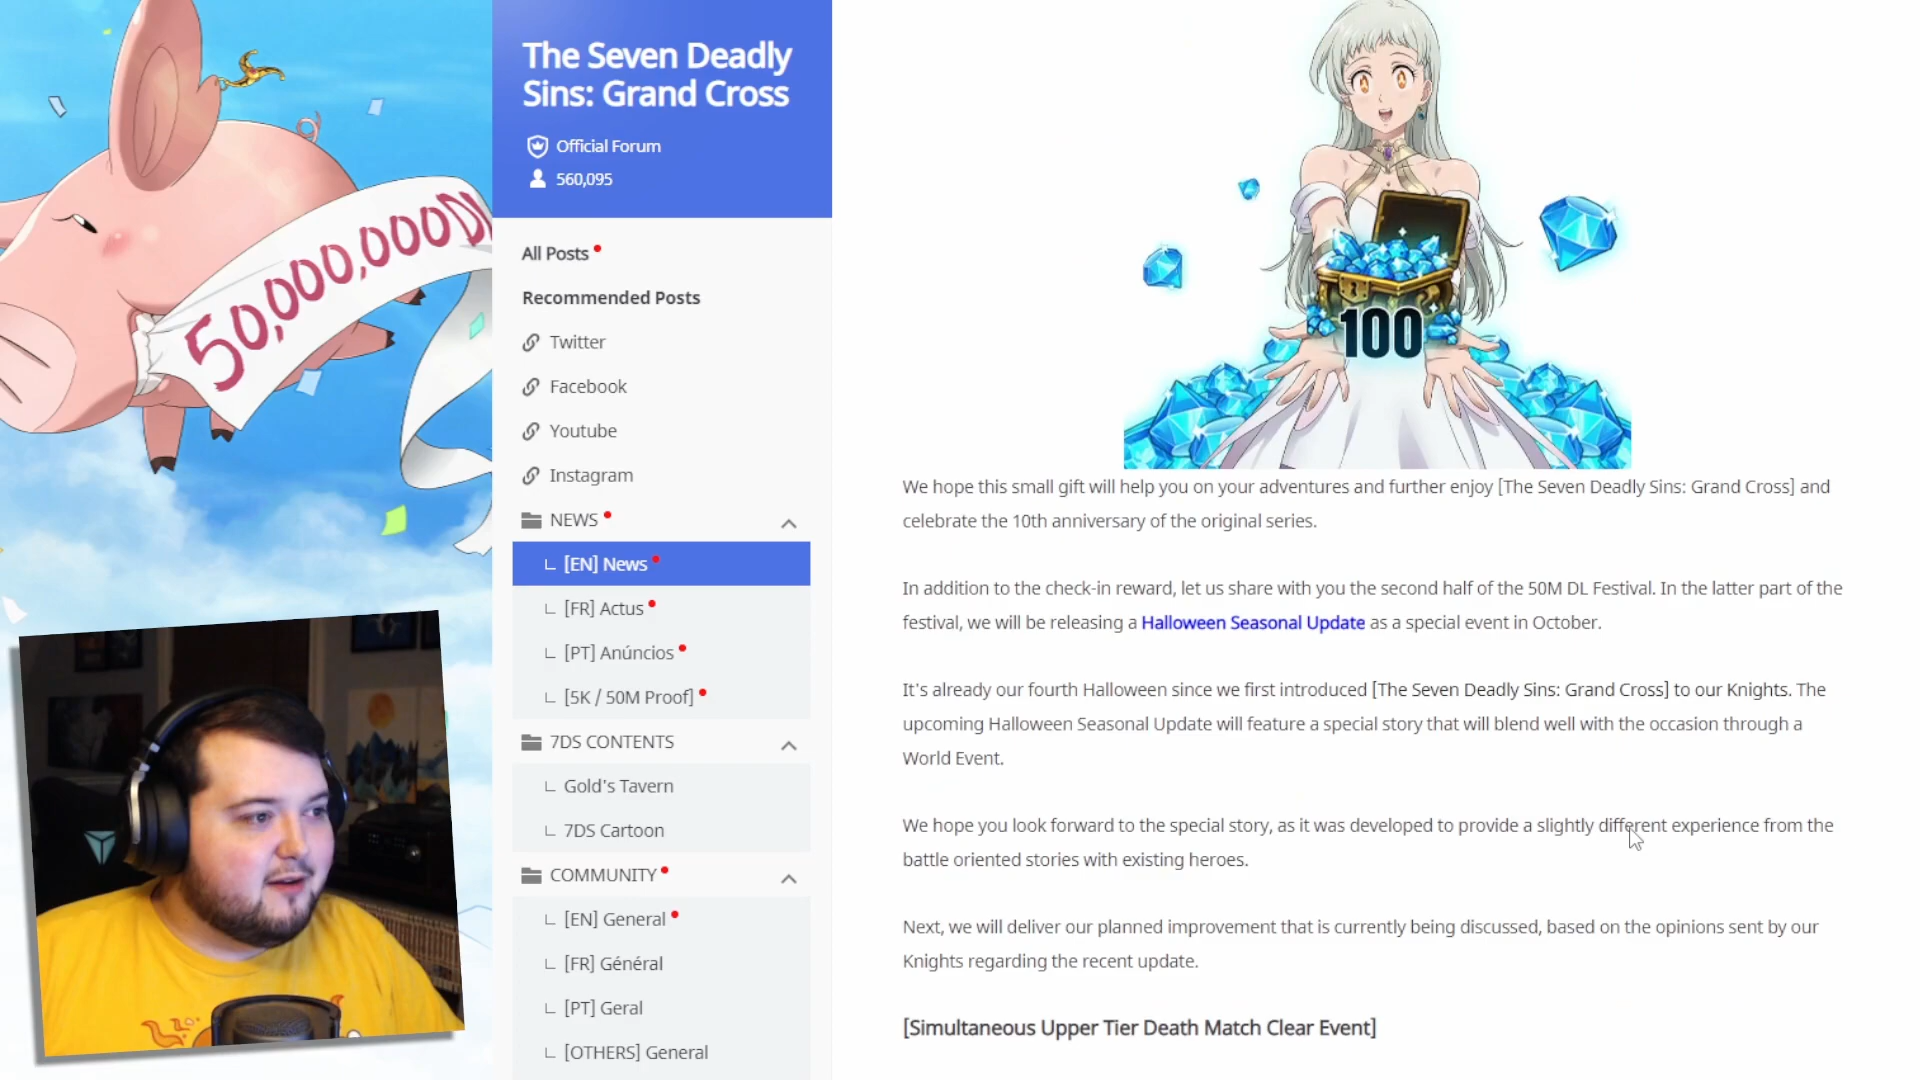 50,000,000
The Seven Deadly
Sins: Grand Cross
Official Forum
560,095
All Posts
Recommended Posts
Twitter
Facebook
Youtube
Instagram
NEWS
[EN] News
[FR] Actus
[PT] Anúncios
[5K / 50M Proof]
7DS CONTENTS
Gold's Tavern
7DS Cartoon
COMMUNITY
[EN] General
[FR] Général
[PT] Geral
[OTHERS] General
100
We hope this small gift will help you on your adventures and further enjoy [The Seven Deadly Sins: Grand Cross] and
celebrate the 10th anniversary of the original series.
In addition to the check-in reward, let us share with you the second half of the 50M DL Festival. In the latter part of the
festival, we will be releasing a Halloween Seasonal Update as a special event in October.
It's already our fourth Halloween since we first introduced [The Seven Deadly Sins: Grand Cross] to our Knights. The
upcoming Halloween Seasonal Update will feature a special story that will blend well with the occasion through a
World Event.
We hope you look forward to the special story, as it was developed to provide a slightly different experience from the
battle oriented stories with existing heroes.
Next, we will deliver our planned improvement that is currently being discussed, based on the opinions sent by our
Knights regarding the recent update.
[Simultaneous Upper Tier Death Match Clear Event]